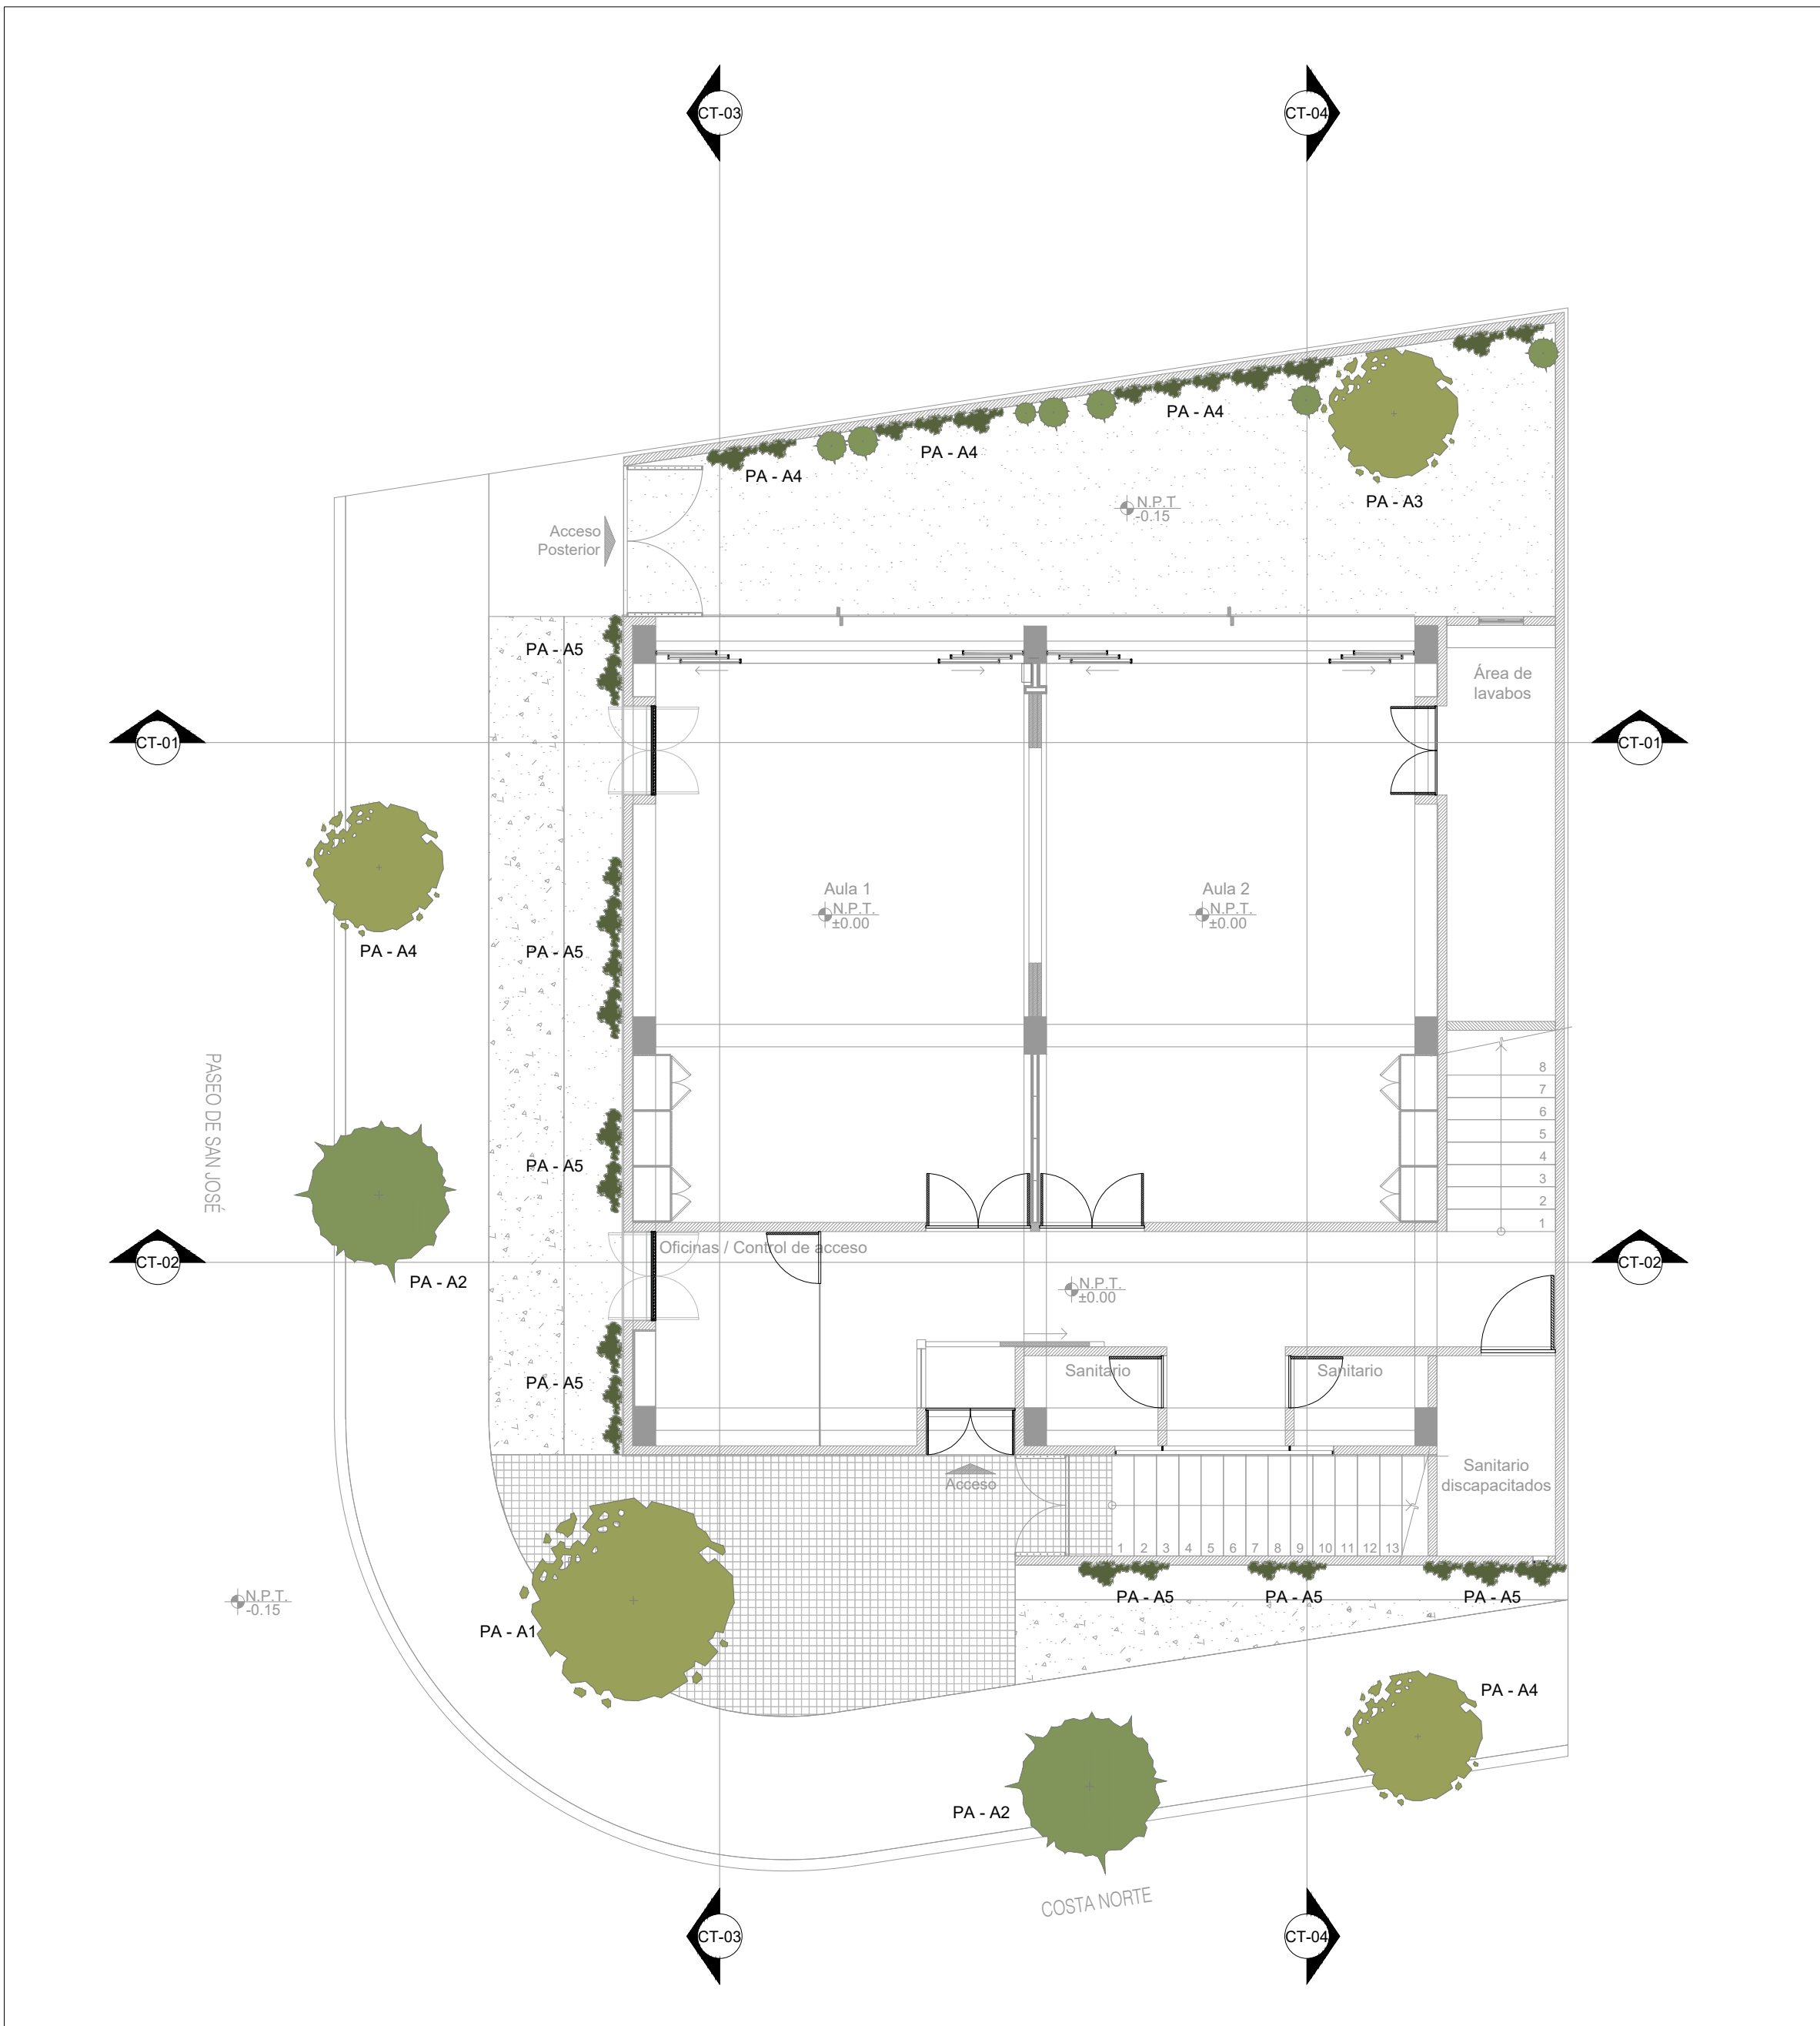 CT-03
CT-04
PA - A4
PA - A4
PA - A4
PA - A3
N.P.T
-0.15
Acceso
Posterior
PA - A5
Área de
lavabos
CT-01
CT-01
Aula 1
N.P.T.
±0.00
Aula 2
N.P.T.
±0.00
PA - A4
PA - A5
PASEO DE SAN JOSÉ
8
7
6
5
4
3
2
1
PA - A5
Oficinas / Control de acceso
CT-02
CT-02
PA - A2
N.P.T.
±0.00
Sanitario
Sanitario
PA - A5
Acceso
Sanitario
discapacitados
1 2 3 4 5 6 7 8 9 10 11 12 13
PA - A5
PA - A5
PA - A5
N.P.T.
-0.15
PA - A1
PA - A4
PA - A2
COSTA NORTE
CT-03
CT-04